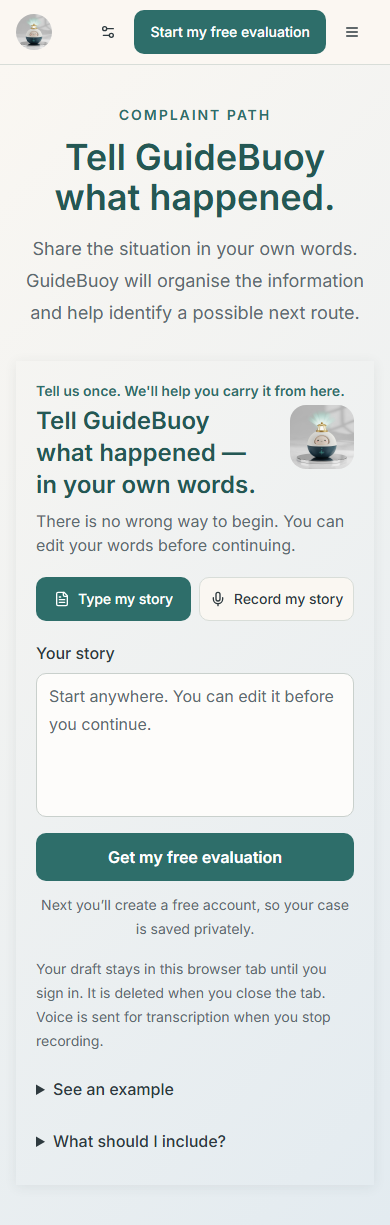 Start my free evaluation
COMPLAINT PATH
Tell GuideBuoy
what happened.
Share the situation in your own words.
GuideBuoy will organise the information
and help identify a possible next route.
Tell us once. We'll help you carry it from here.
Tell GuideBuoy
what happened —
in your own words.
There is no wrong way to begin. You can
edit your words before continuing.
Type my story
Record my story
Your story
Start anywhere. You can edit it before
you continue.
Get my free evaluation
Next you’ll create a free account, so your case
is saved privately.
Your draft stays in this browser tab until you
sign in. It is deleted when you close the tab.
Voice is sent for transcription when you stop
recording.
See an example
What should I include?